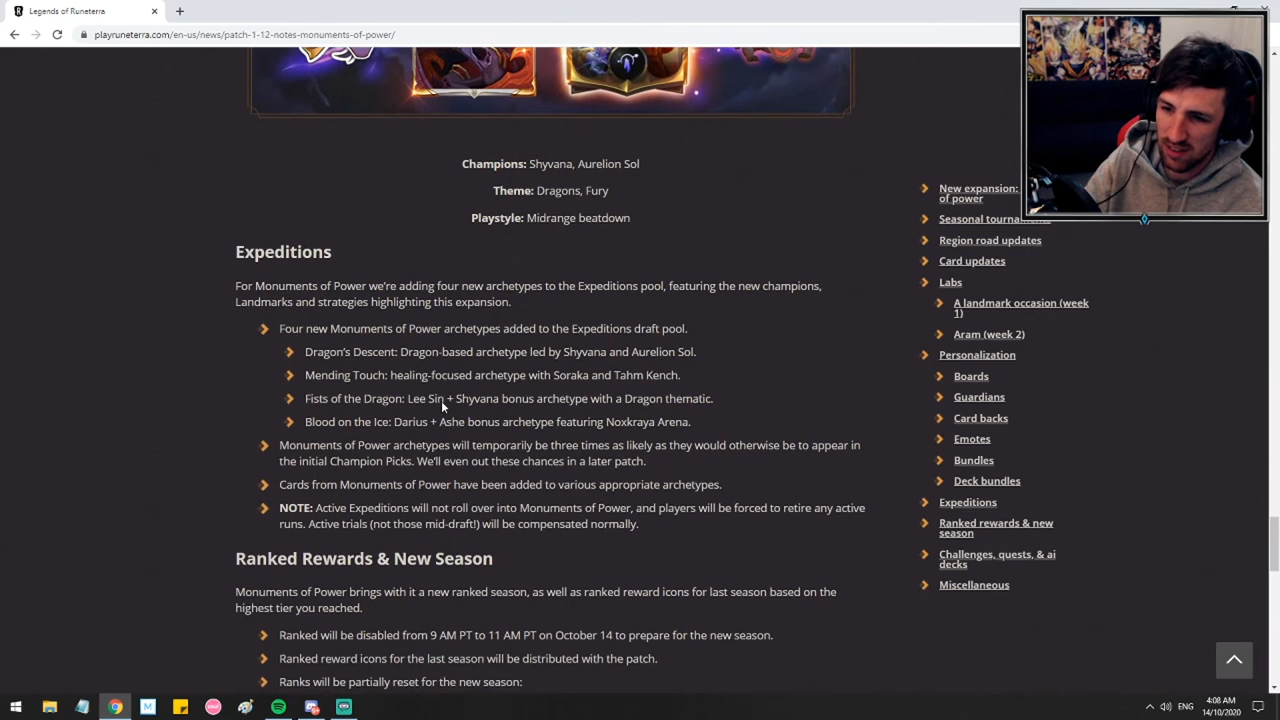 Legends of Runeterra
playruneterra.com/en-us/news/patch-1-12-notes-monuments-of-power/
Champions: Shyvana, Aurelion Sol
Theme: Dragons, Fury
Playstyle: Midrange beatdown
Expeditions
For Monuments of Power we're adding four new archetypes to the Expeditions pool, featuring the new champions,
Landmarks and strategies highlighting this expansion.
Four new Monuments of Power archetypes added to the Expeditions draft pool.
Dragon's Descent: Dragon-based archetype led by Shyvana and Aurelion Sol.
Mending Touch: healing-focused archetype with Soraka and Tahm Kench.
Fists of the Dragon: Lee Sin + Shyvana bonus archetype with a Dragon thematic.
Blood on the Ice: Darius + Ashe bonus archetype featuring Noxkraya Arena.
Monuments of Power archetypes will temporarily be three times as likely as they would otherwise be to appear in
the initial Champion Picks. We'll even out these chances in a later patch.
Cards from Monuments of Power have been added to various appropriate archetypes.
NOTE: Active Expeditions will not roll over into Monuments of Power, and players will be forced to retire any active
runs. Active trials (not those mid-draft!) will be compensated normally.
Ranked Rewards & New Season
Monuments of Power brings with it a new ranked season, as well as ranked reward icons for last season based on the
highest tier you reached.
Ranked will be disabled from 9 AM PT to 11 AM PT on October 14 to prepare for the new season.
Ranked reward icons for the last season will be distributed with the patch.
Ranks will be partially reset for the new season:
New expansion:
of power
Seasonal
Region road updates
Card updates
Labs
A landmark occasion (week
1)
Aram (week 2)
Personalization
Boards
Guardians
Card backs
Emotes
Bundles
Deck bundles
Expeditions
Ranked rewards & new
season
Challenges, quests, & ai
decks
Miscellaneous
ENG
4:08 AM
14/10/2020